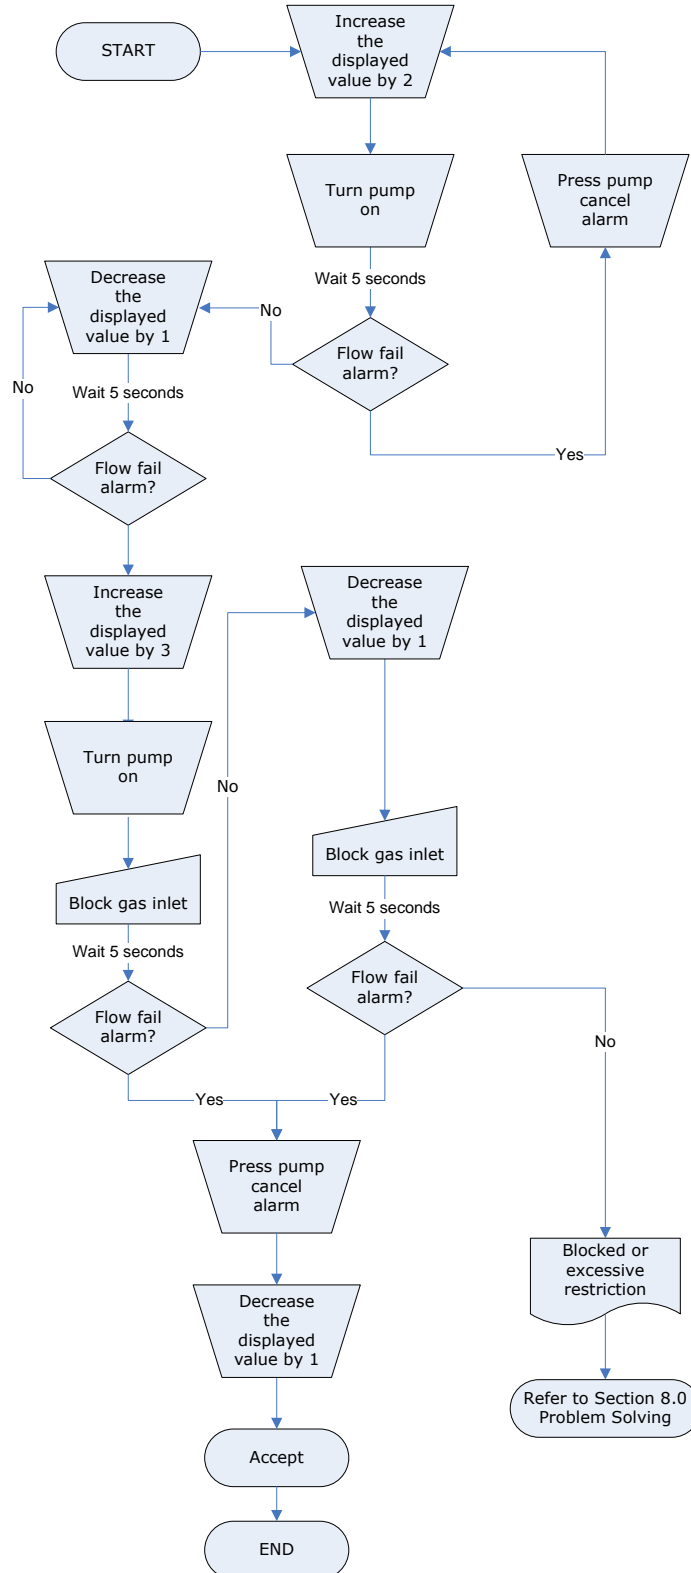 START
Increase
the
displayed
value by 2
Turn pump
on
Press pump
cancel
alarm
Wait 5 seconds
Flow fail
alarm?
No
Yes
Decrease
the
displayed
value by 1
No
Wait 5 seconds
Flow fail
alarm?
Increase
the
displayed
value by 3
Turn pump
on
Block gas inlet
Wait 5 seconds
Flow fail
alarm?
No
Decrease
the
displayed
value by 1
Block gas inlet
Wait 5 seconds
Flow fail
alarm?
No
Yes
Yes
Press pump
cancel
alarm
Blocked or
excessive
restriction
Decrease
the
displayed
value by 1
Refer to Section 8.0
Problem Solving
Accept
END